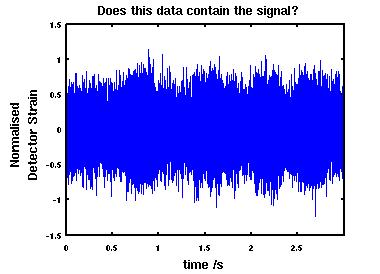 Does this data contain the signal?
1.5
1
0.5
0
-0.5
-1
-1.5
Normalised
Detector Strain
0 0.5 1 1.5 2 2.5
time /s